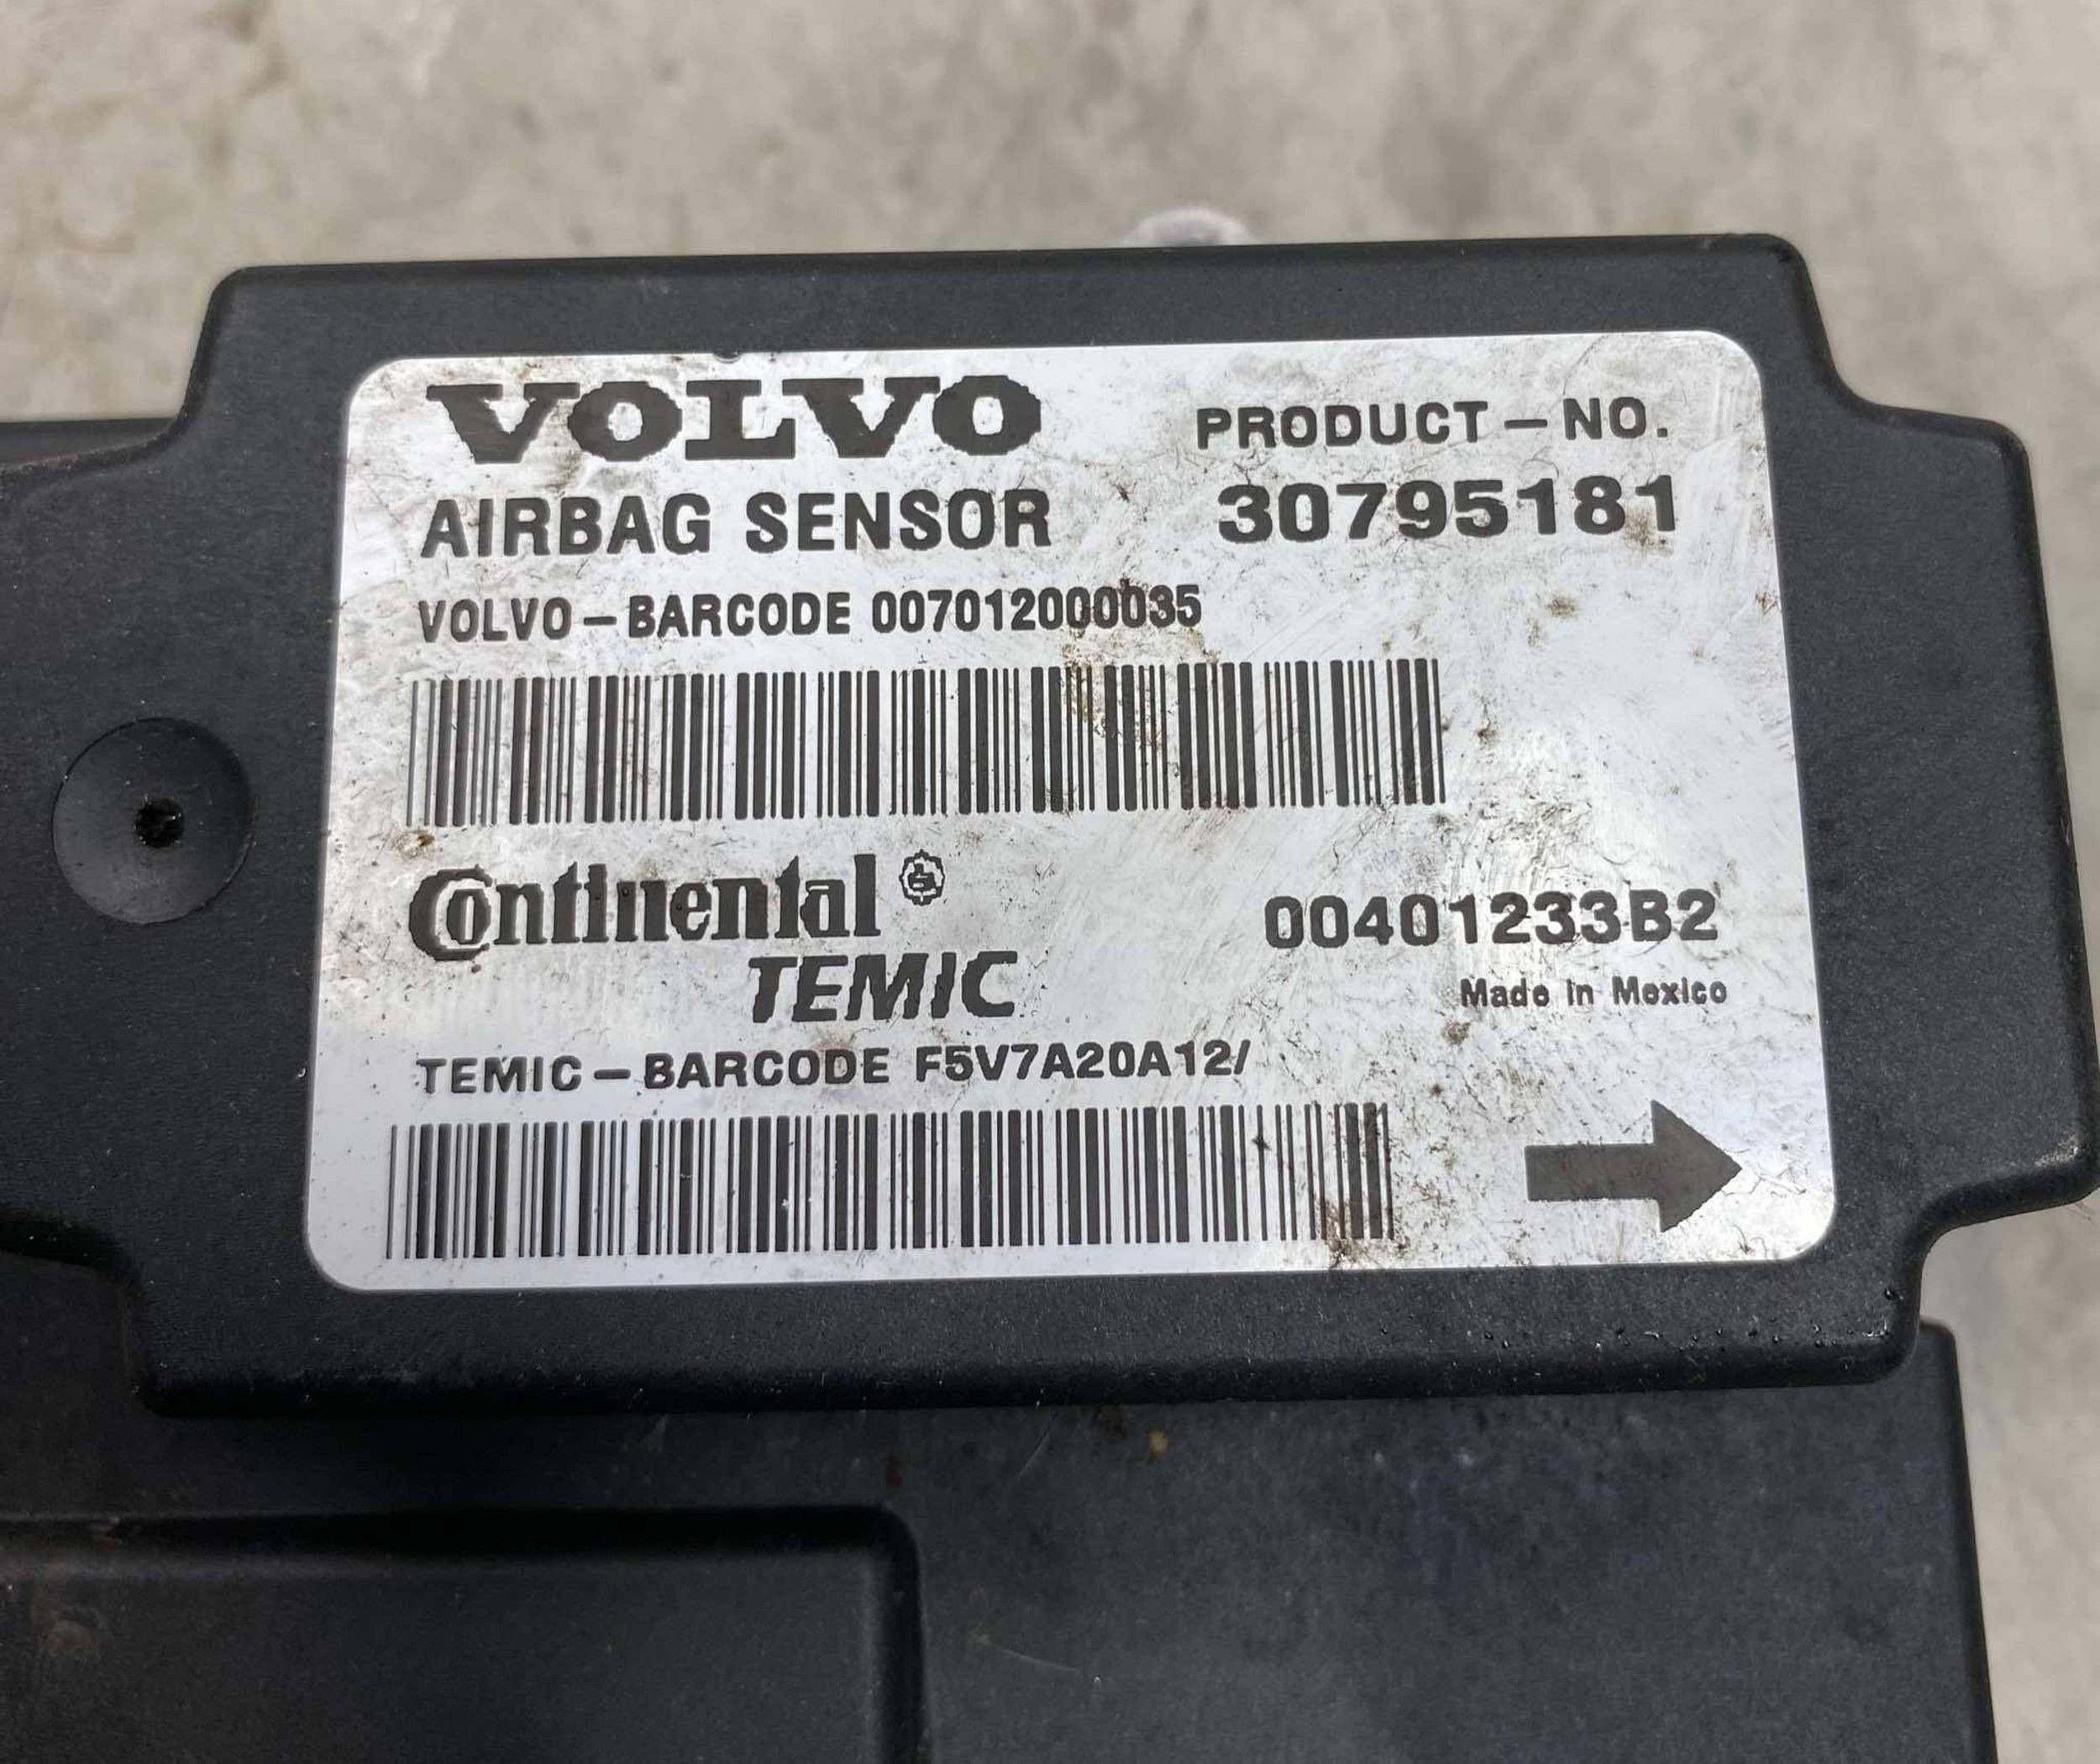 VOLVO
PRODUCT-NO.
AIRBAG SENSOR
30795181
VOLVO-BARCODE 007012000035
Continental®
TEMIC
00401233B2
Made in Mexico
TEMIC-BARCODE F5V7A20A12/